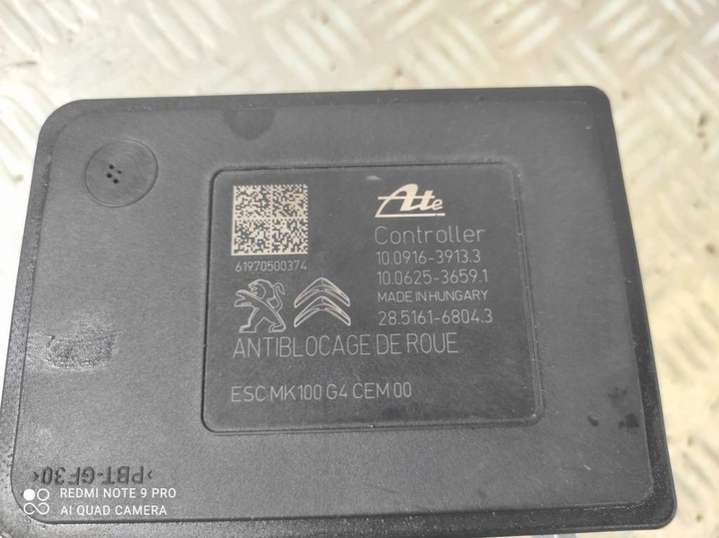 Ate
Controller
10.0916-3913.3
10.0625-3659.1
MADE IN HUNGARY
28.5161-6804.3
61970500374
ANTIBLOCAGE DE ROUE
ESC MK100 G4 CEM 00
>PBT-GF30<
REDMI NOTE 9 PRO
AI QUAD CAMERA